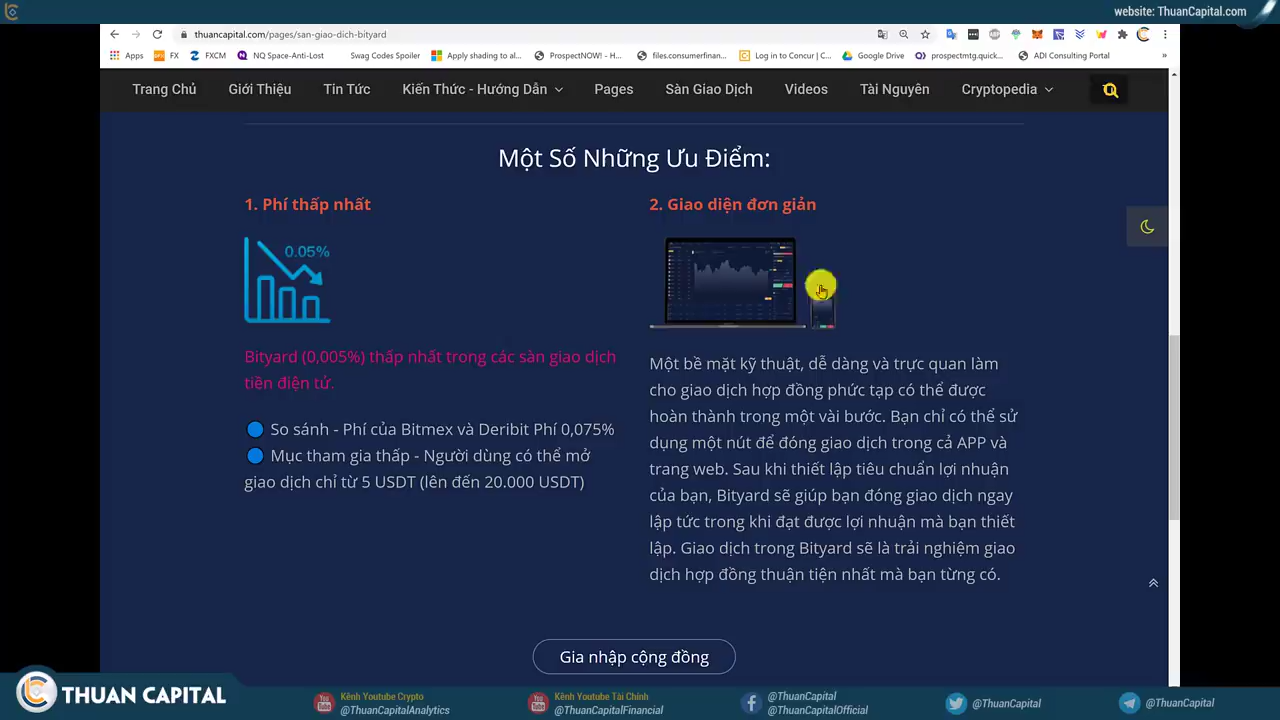 website: ThuanCapital.com
thuancapital.com/pages/san-giao-dich-bityard
Apps
FX
FXCM
NQ Space-Anti-Lost
Swag Codes Spoiler
Apply shading to al...
ProspectNOW! - H...
files.consumerfinan...
Log in to Concur | C...
Google Drive
prospectmtg.quick...
ADI Consulting Portal
»
Trang Chủ
Giới Thiệu
Tin Tức
Kiến Thức - Hướng Dẫn
Pages
Sàn Giao Dịch
Videos
Tài Nguyên
Cryptopedia
Một Số Những Ưu Điểm:
1. Phí thấp nhất
0.05%
Bityard (0,005%) thấp nhất trong các sàn giao dịch
tiền điện tử.
So sánh - Phí của Bitmex và Deribit Phí 0,075%
Mục tham gia thấp - Người dùng có thể mở
giao dịch chỉ từ 5 USDT (lên đến 20.000 USDT)
2. Giao diện đơn giản
Một bề mặt kỹ thuật, dễ dàng và trực quan làm
cho giao dịch hợp đồng phức tạp có thể được
hoàn thành trong một vài bước. Bạn chỉ có thể sử
dụng một nút để đóng giao dịch trong cả APP và
trang web. Sau khi thiết lập tiêu chuẩn lợi nhuận
của bạn, Bityard sẽ giúp bạn đóng giao dịch ngay
lập tức trong khi đạt được lợi nhuận mà bạn thiết
lập. Giao dịch trong Bityard sẽ là trải nghiệm giao
dịch hợp đồng thuận tiện nhất mà bạn từng có.
Gia nhập cộng đồng
THUAN CAPITAL
Kênh Youtube Crypto
@ThuanCapitalAnalytics
Kênh Youtube Tài Chính
@ThuanCapitalFinancial
@ThuanCapital
@ThuanCapitalOfficial
@ThuanCapital
@ThuanCapital